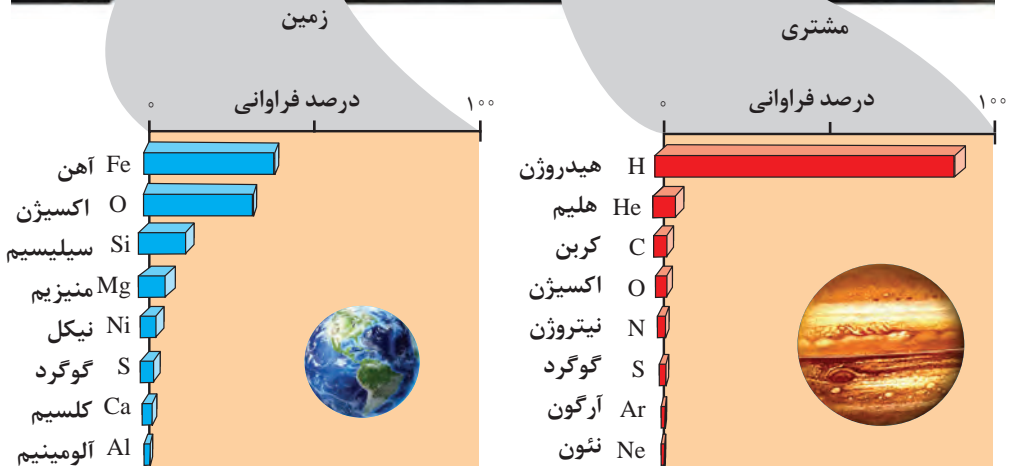 زمین
درصد فراوانی
۰ ۱۰۰
Fe آهن
O اکسیژن
Si سیلیسیم
Mg منیزیم
Ni نیکل
S گوگرد
Ca کلسیم
Al آلومینیم
مشتری
درصد فراوانی
۰ ۱۰۰
H هیدروژن
He هلیم
C کربن
O اکسیژن
N نیتروژن
S گوگرد
Ar آرگون
Ne نئون